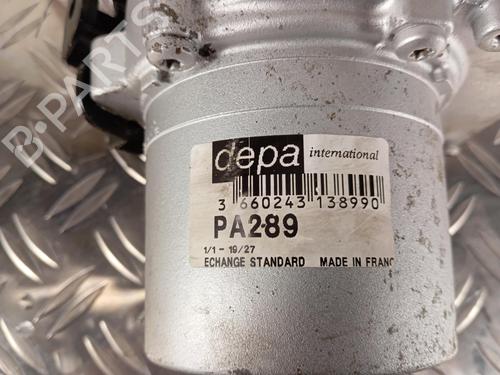 B-PARTS
depa international
3 660243 138990
PA289
1/1 - 19/27
ECHANGE STANDARD MADE IN FRANC